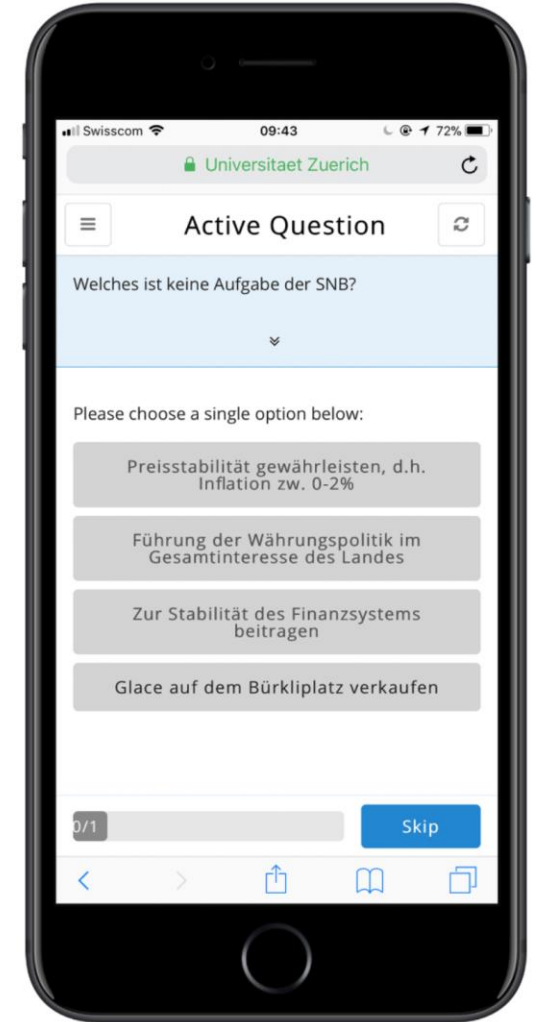 Swisscom 09:43 72%
Universitaet Zuerich
Active Question
Welches ist keine Aufgabe der SNB?
Please choose a single option below:
Preisstabilität gewährleisten, d.h.
Inflation zw. 0-2%
Führung der Währungspolitik im
Gesamtinteresse des Landes
Zur Stabilität des Finanzsystems
beitragen
Glace auf dem Bürkliplatz verkaufen
0/1 Skip